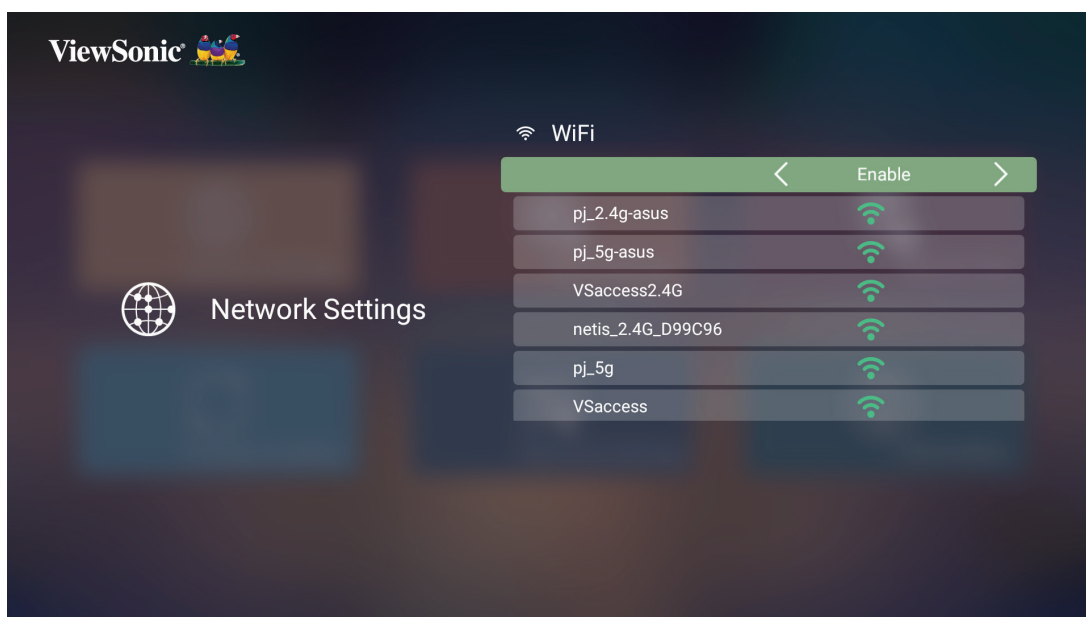 ViewSonic®
WiFi
Enable
pj_2.4g-asus
pj_5g-asus
VSaccess2.4G
Network Settings
netis_2.4G_D99C96
pj_5g
VSaccess